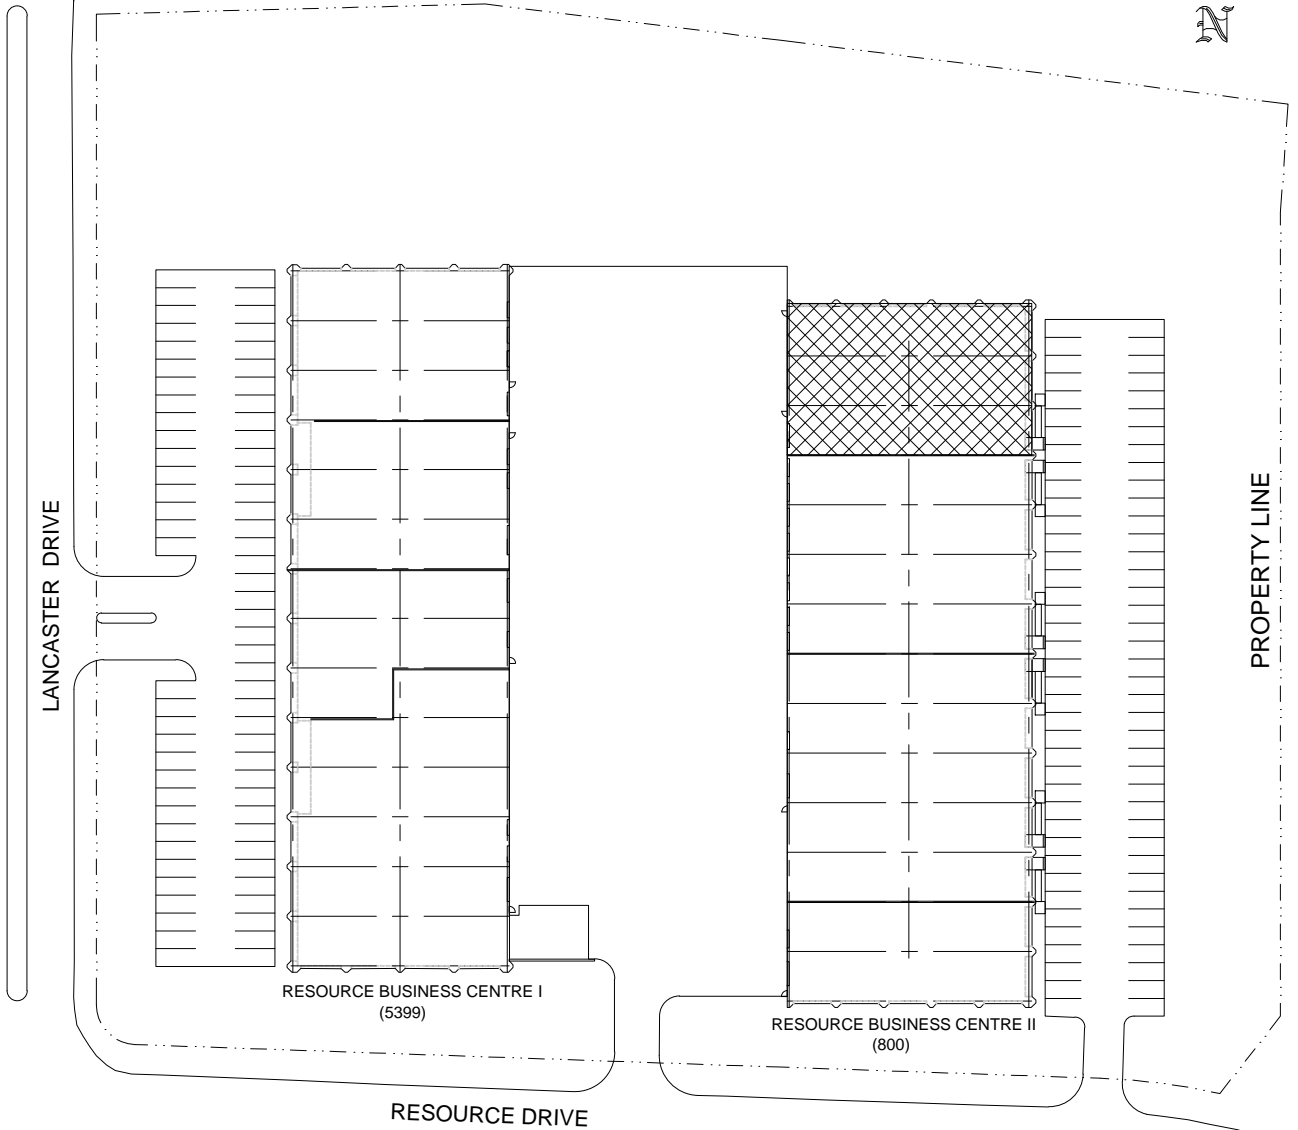 N
LANCASTER DRIVE
PROPERTY LINE
RESOURCE BUSINESS CENTRE I
(5399)
RESOURCE BUSINESS CENTRE II
(800)
RESOURCE DRIVE